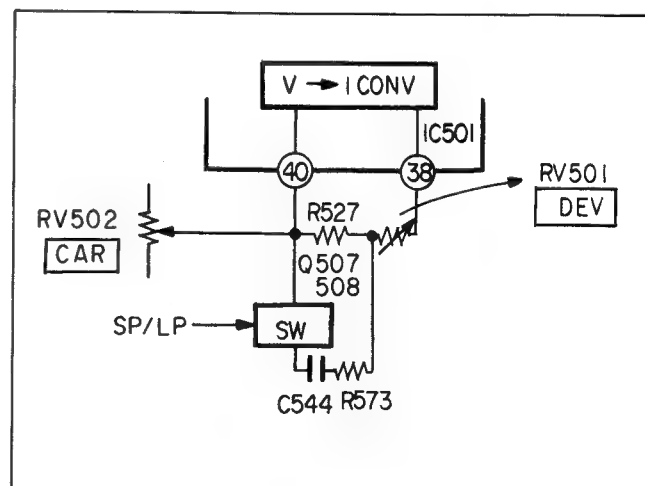 V → I CONV
IC501
40
38
RV501
DEV
R527
RV502
CAR
Q507
508
SP/LP
SW
C544 R573